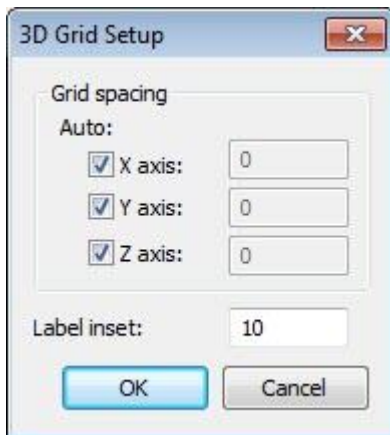 3D Grid Setup
Grid spacing
Auto:
X axis: 0
Y axis: 0
Z axis: 0
Label inset: 10
OK Cancel